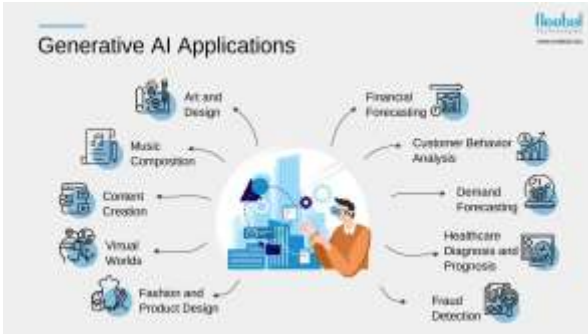 Generative AI Applications
Art and
Design
Music
Composition
Content
Creation
Virtual
Worlds
Fashion and
Product Design
Financial
Forecasting
Customer Behavior
Analysis
Demand
Forecasting
Healthcare
Diagnosis and
Prognosis
Fraud
Detection